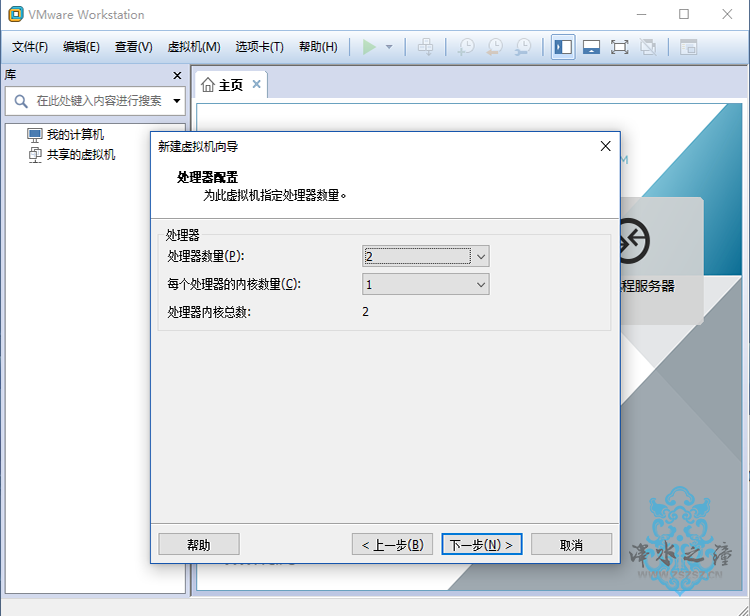 VMware Workstation
文件(F) 编辑(E) 查看(V) 虚拟机(M) 选项卡(T) 帮助(H)
库
在此处键入内容进行搜索
主页
我的计算机
共享的虚拟机
新建虚拟机向导
处理器配置
为此虚拟机指定处理器数量。
处理器
处理器数量(P): 2
每个处理器的内核数量(C): 1
处理器内核总数: 2
M
程服务器
帮助 < 上一步(B) 下一步(N) > 取消
泽水之潼